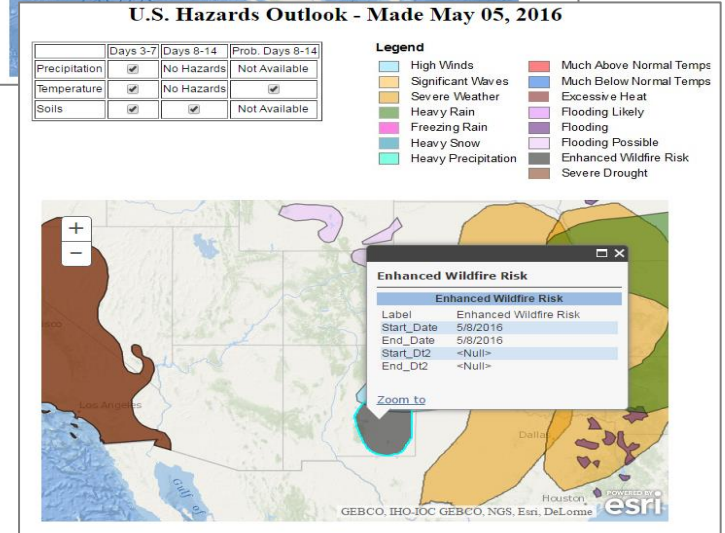 U.S. Hazards Outlook - Made May 05, 2016
Days 3-7 Days 8-14 Prob. Days 8-14
Precipitation No Hazards Not Available
Temperature No Hazards
Soils Not Available
Legend
High Winds
Significant Waves
Severe Weather
Heavy Rain
Freezing Rain
Heavy Snow
Heavy Precipitation
Much Above Normal Temps
Much Below Normal Temps
Excessive Heat
Flooding Likely
Flooding
Flooding Possible
Enhanced Wildfire Risk
Severe Drought
+
−
Enhanced Wildfire Risk
Enhanced Wildfire Risk
Label Enhanced Wildfire Risk
Start_Date 5/8/2016
End_Date 5/8/2016
Start_Dt2 <Null>
End_Dt2 <Null>
Zoom to
Los Angeles
Dallas
Gulf of
Houston
POWERED BY
esri
GEBCO, IHO-IOC GEBCO, NGS, Esri, DeLorme